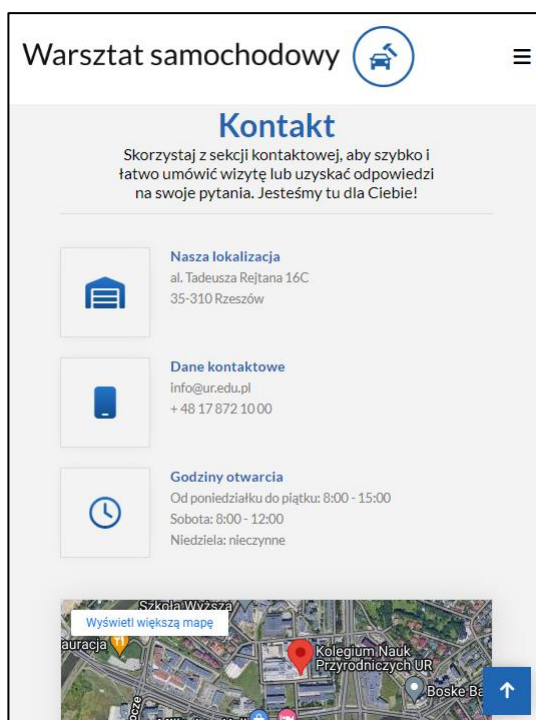 Warsztat samochodowy
Kontakt
Skorzystaj z sekcji kontaktowej, aby szybko i
łatwo umówić wizytę lub uzyskać odpowiedzi
na swoje pytania. Jesteśmy tu dla Ciebie!
Nasza lokalizacja
al. Tadeusza Rejtana 16C
35-310 Rzeszów
Dane kontaktowe
info@ur.edu.pl
+ 48 17 872 10 00
Godziny otwarcia
Od poniedziałku do piątku: 8:00 - 15:00
Sobota: 8:00 - 12:00
Niedziela: nieczynne
Szkoła Wyższa
Wyświetl większą mapę
auracja
Kolegium Nauk
Przyrodniczych UR
Boske Ba